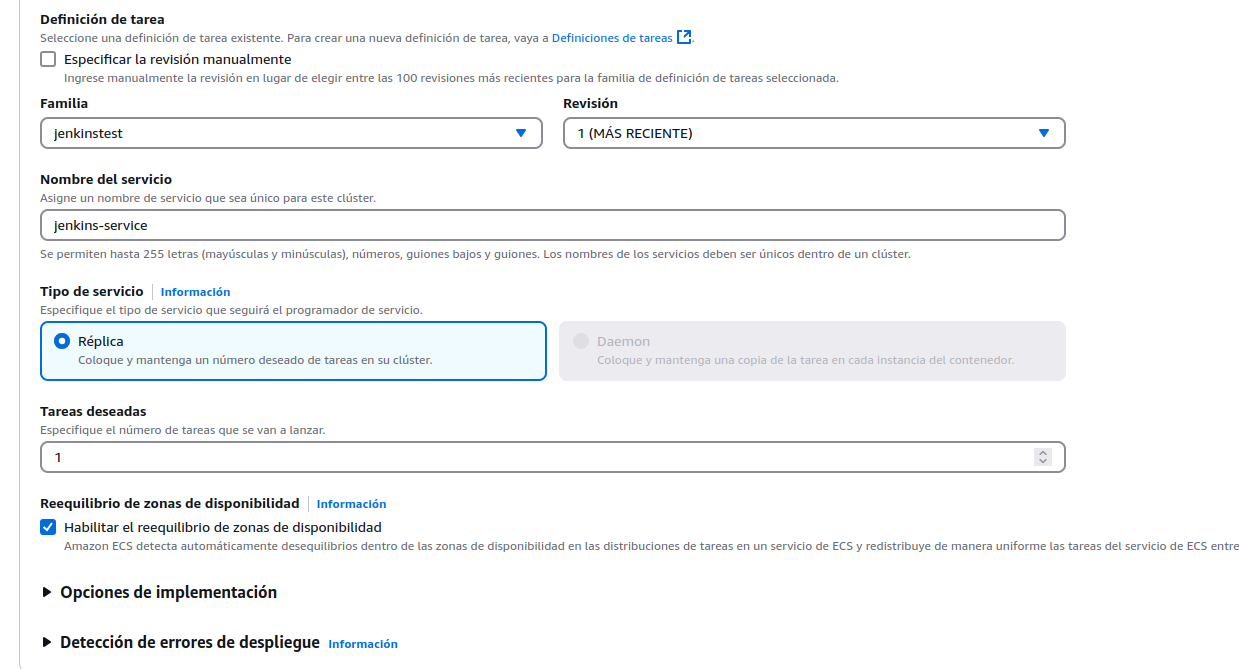 Definición de tarea
Seleccione una definición de tarea existente. Para crear una nueva definición de tarea, vaya a Definiciones de tareas.
Especificar la revisión manualmente
Ingrese manualmente la revisión en lugar de elegir entre las 100 revisiones más recientes para la familia de definición de tareas seleccionada.
Familia
Revisión
jenkinstest
1 (MÁS RECIENTE)
Nombre del servicio
Asigne un nombre de servicio que sea único para este clúster.
jenkins-service
Se permiten hasta 255 letras (mayúsculas y minúsculas), números, guiones bajos y guiones. Los nombres de los servicios deben ser únicos dentro de un clúster.
Tipo de servicio Información
Especifique el tipo de servicio que seguirá el programador de servicio.
Réplica
Coloque y mantenga un número deseado de tareas en su clúster.
Daemon
Coloque y mantenga una copia de la tarea en cada instancia del contenedor.
Tareas deseadas
Especifique el número de tareas que se van a lanzar.
1
Reequilibrio de zonas de disponibilidad Información
Habilitar el reequilibrio de zonas de disponibilidad
Amazon ECS detecta automáticamente desequilibrios dentro de las zonas de disponibilidad en las distribuciones de tareas en un servicio de ECS y redistribuye de manera uniforme las tareas del servicio de ECS entre
Opciones de implementación
Detección de errores de despliegue Información